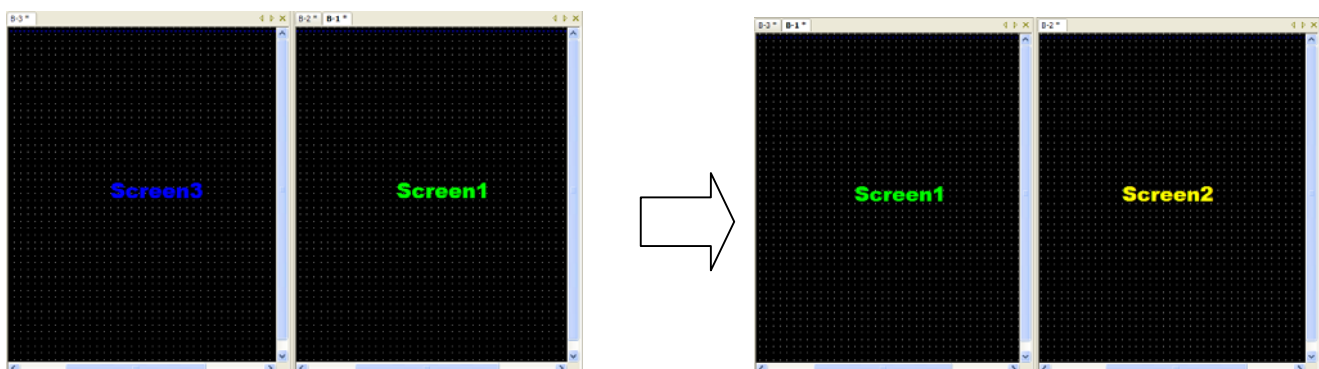 B-3 *
B-2 * B-1 *
Screen3
Screen1
B-3 * B-1 *
B-2 *
Screen1
Screen2